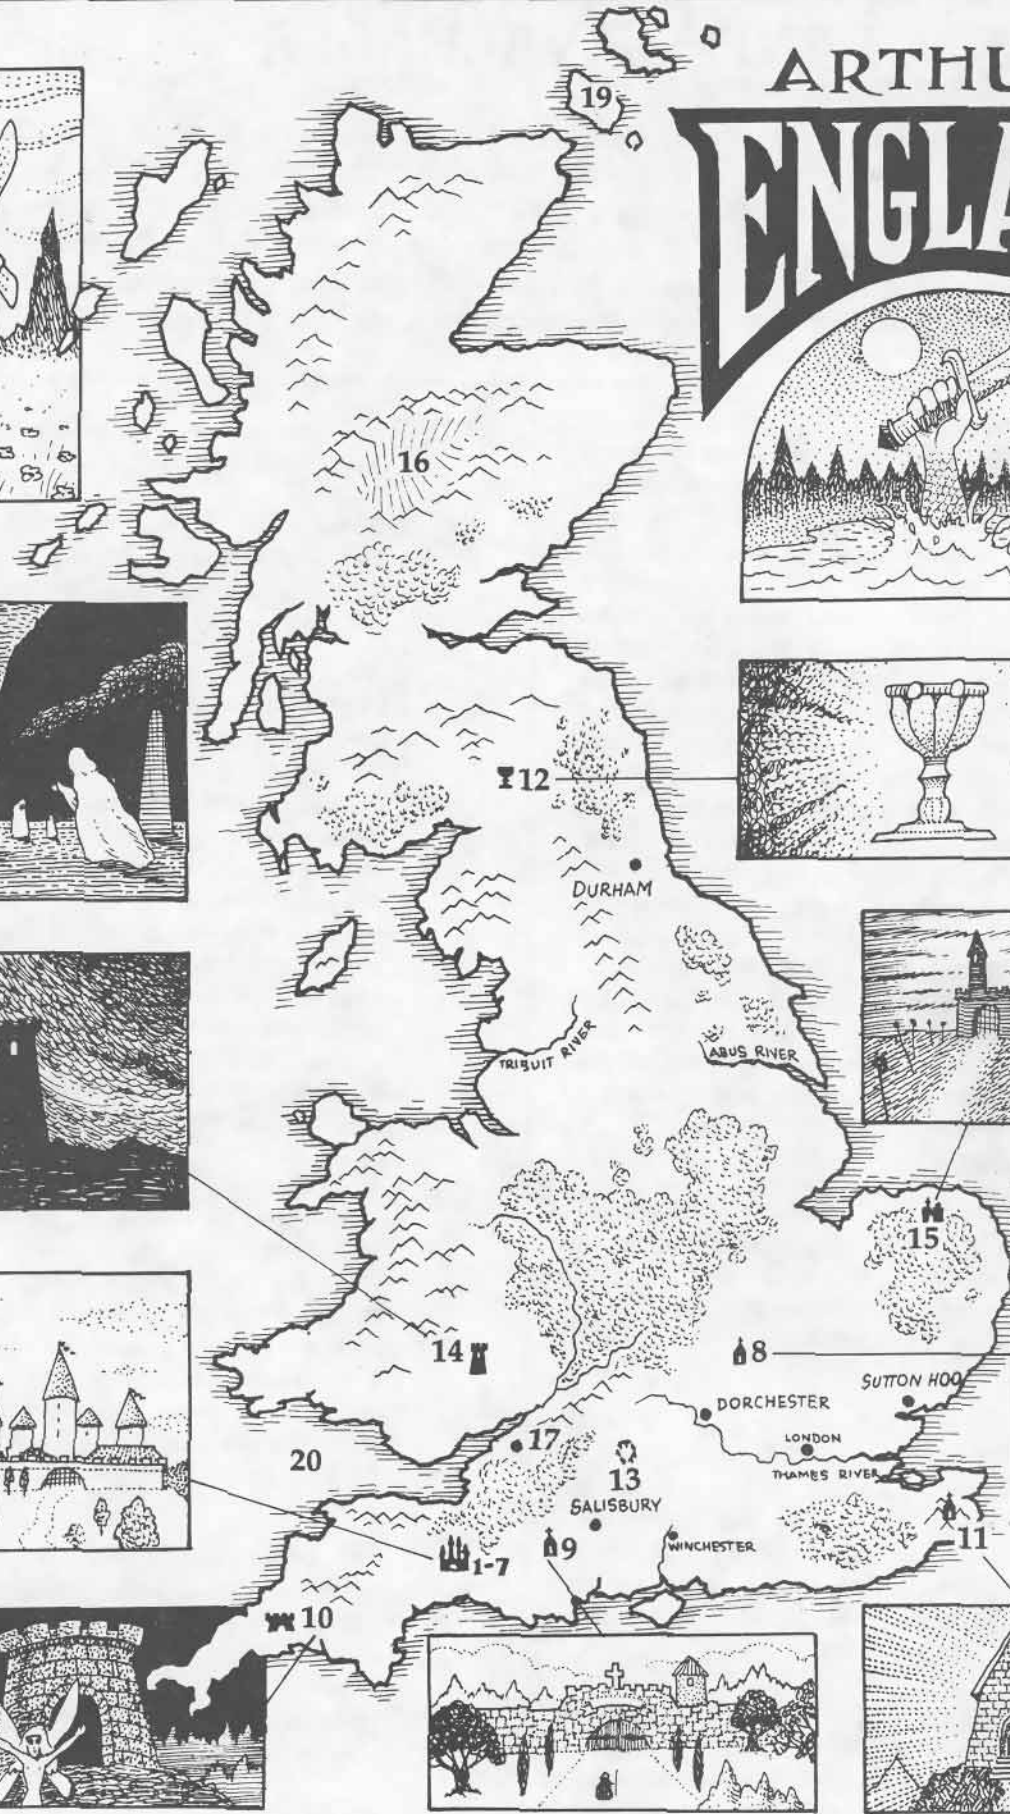 ARTHU
ENGLA
19
16
12
DURHAM
TRIBUIT RIVER
ABUS RIVER
15
14
8
SUTTON HOO
DORCHESTER
17
LONDON
20
13
THAMES RIVER
SALISBURY
9
WINCHESTER
11
1-7
10